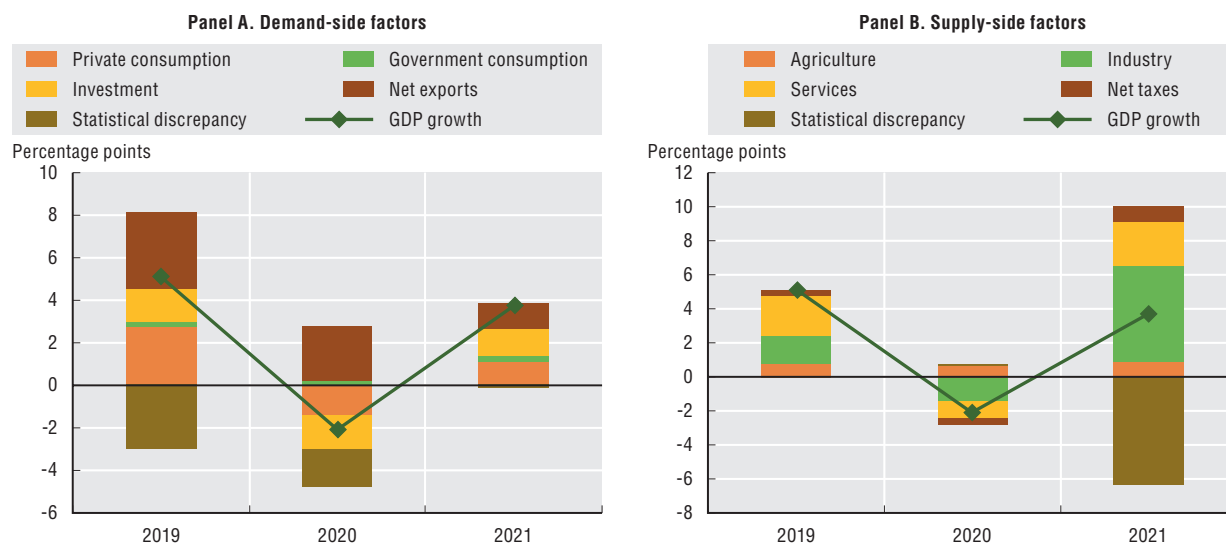 Panel A. Demand-side factors
Private consumption
Government consumption
Investment
Net exports
Statistical discrepancy
GDP growth
Percentage points
10
8
6
4
2
0
-2
-4
-6
2019
2020
2021
Panel B. Supply-side factors
Agriculture
Industry
Services
Net taxes
Statistical discrepancy
GDP growth
Percentage points
12
10
8
6
4
2
0
-2
-4
-6
-8
2019
2020
2021